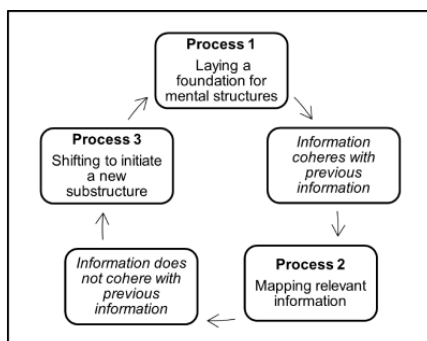 Process 1
Laying a
foundation for
mental structures
Information
coheres with
previous
information
Process 2
Mapping relevant
information
Information does
not cohere with
previous
information
Process 3
Shifting to initiate
a new
substructure